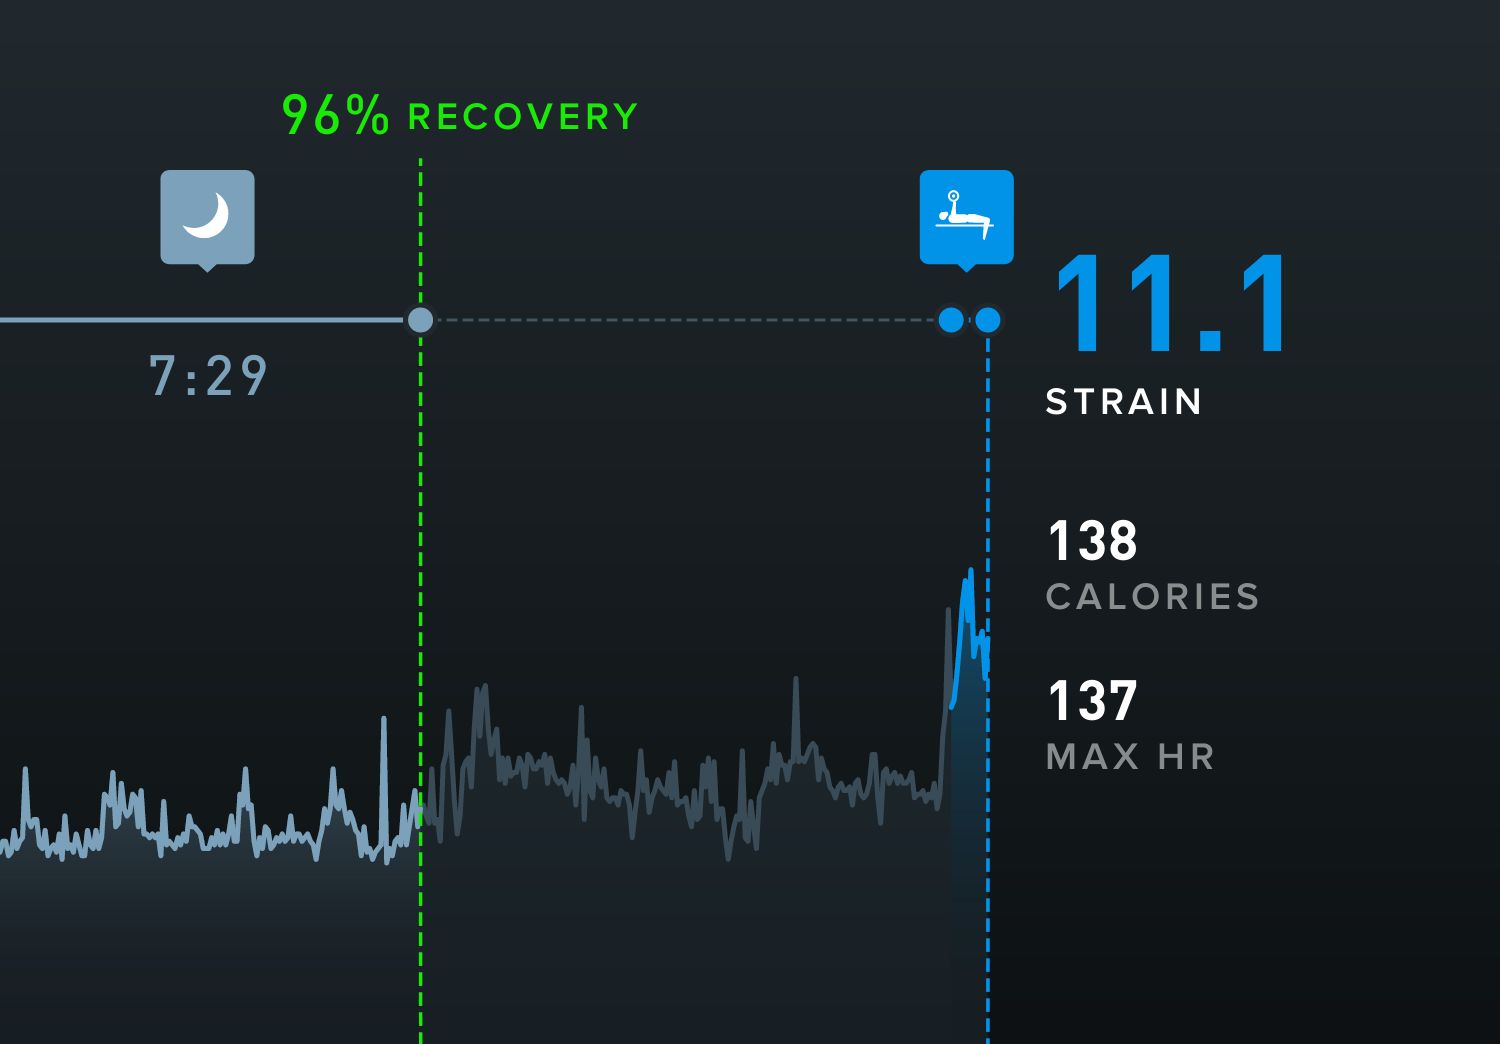 96% RECOVERY
7:29
11.1
STRAIN
138
CALORIES
137
MAX HR